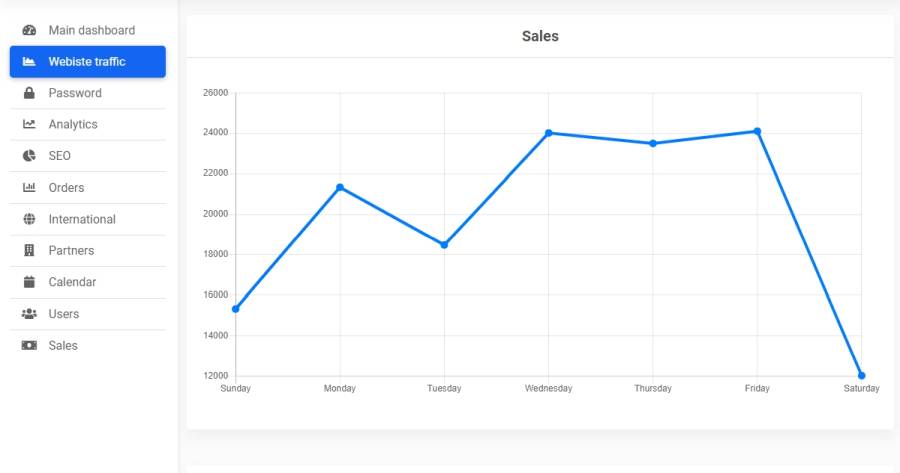 Main dashboard
Webiste traffic
Password
Analytics
SEO
Orders
International
Partners
Calendar
Users
Sales
Sales
26000
24000
22000
20000
18000
16000
14000
12000
Sunday Monday Tuesday Wednesday Thursday Friday Saturday